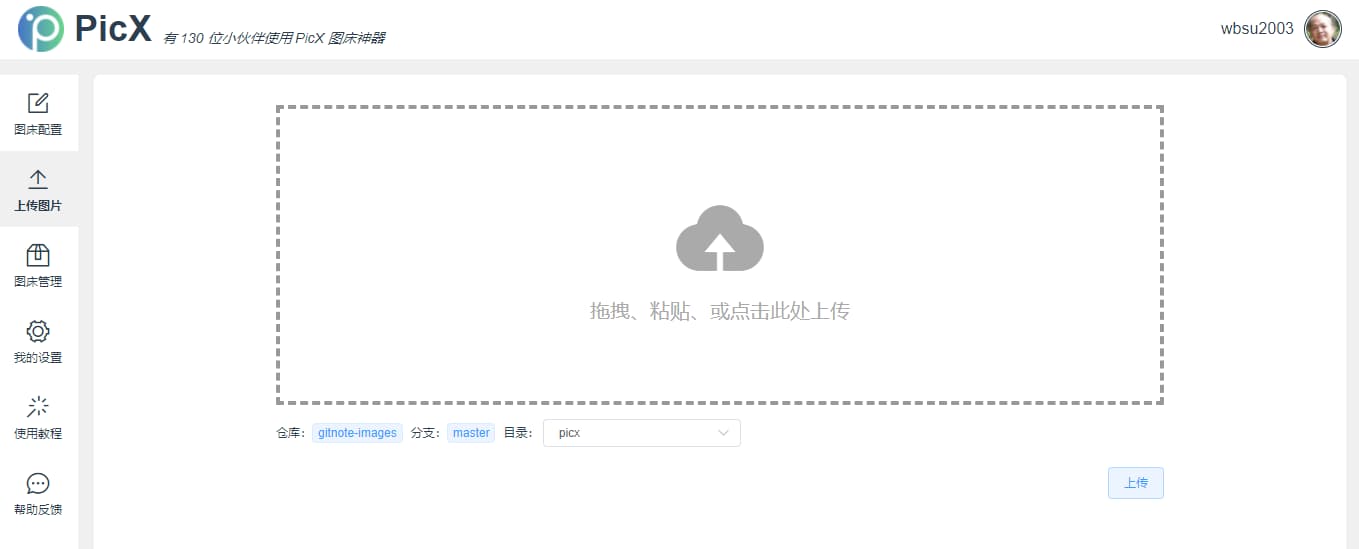 PicX 有 130 位小伙伴使用 PicX 图床神器
wbsu2003
图床配置
上传图片
图床管理
我的设置
使用教程
帮助反馈
拖拽、粘贴、或点击此处上传
仓库： gitnote-images 分支： master 目录： picx
上传